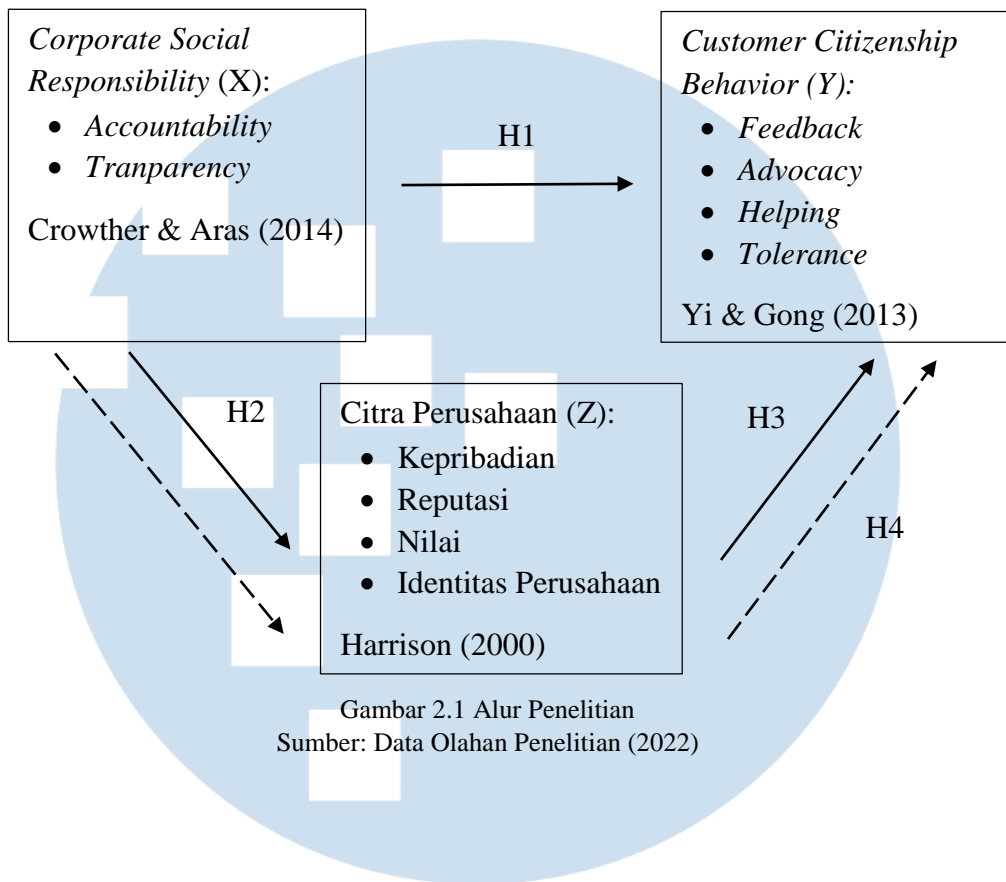 Corporate Social
Responsibility (X):
• Accountability
• Tranparency
Crowther & Aras (2014)
H1
Customer Citizenship
Behavior (Y):
• Feedback
• Advocacy
• Helping
• Tolerance
Yi & Gong (2013)
H2
Citra Perusahaan (Z):
• Kepribadian
• Reputasi
• Nilai
• Identitas Perusahaan
Harrison (2000)
H3
H4
Gambar 2.1 Alur Penelitian
Sumber: Data Olahan Penelitian (2022)